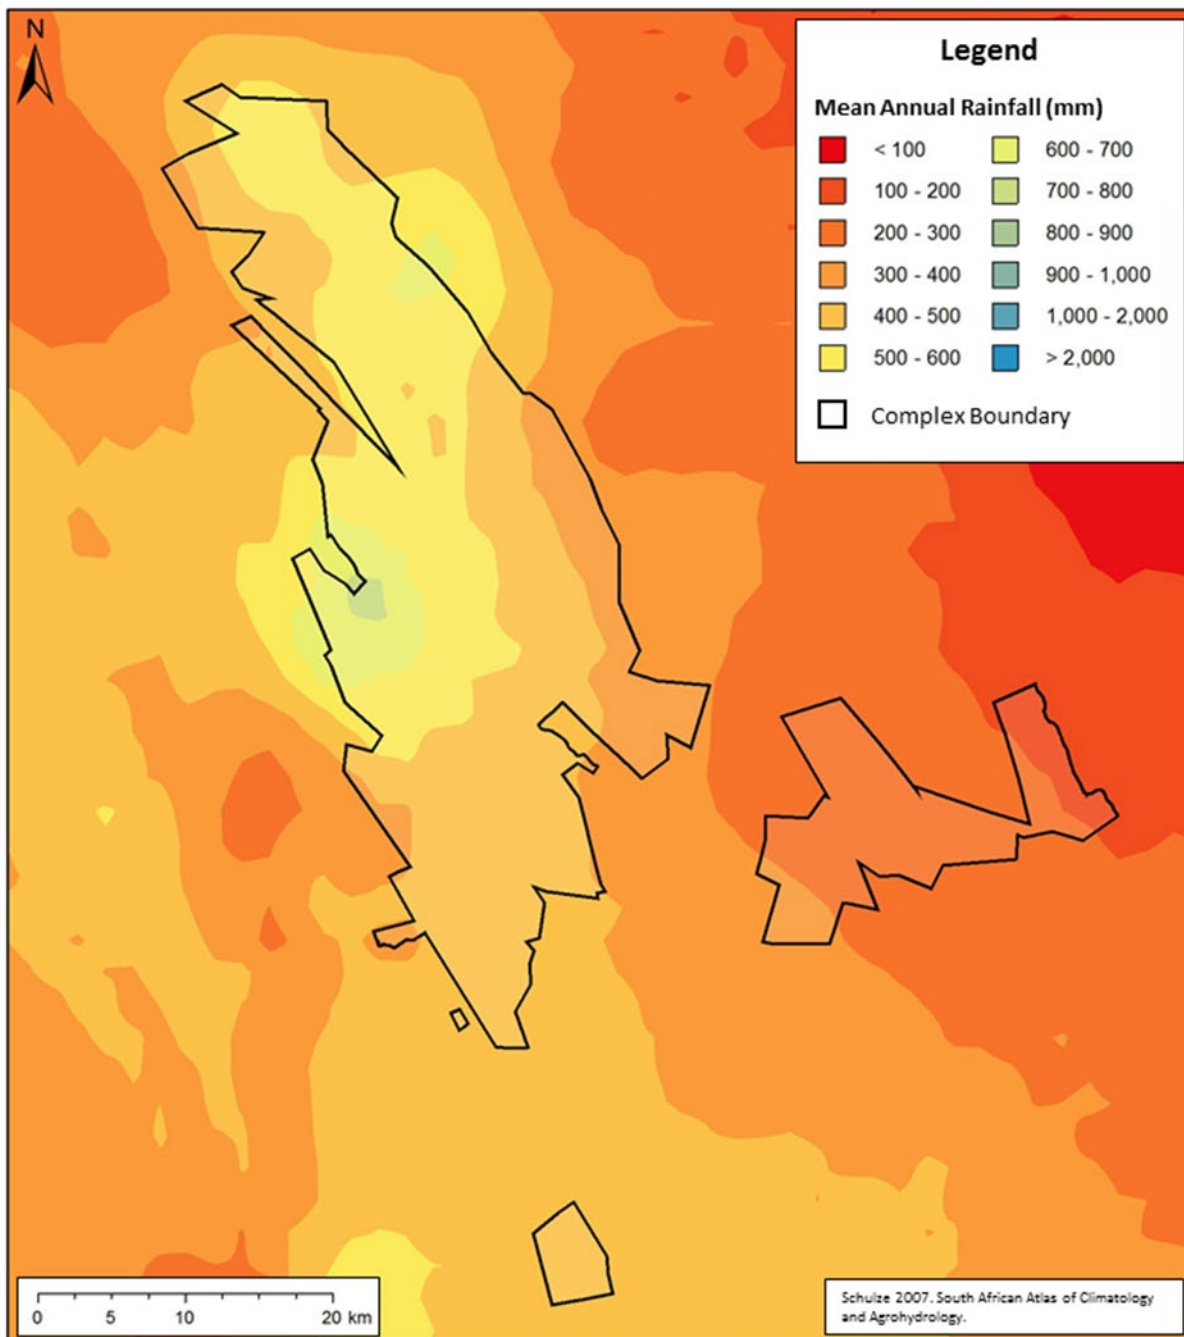 N
Legend
Mean Annual Rainfall (mm)
< 100
100 - 200
200 - 300
300 - 400
400 - 500
500 - 600
600 - 700
700 - 800
800 - 900
900 - 1,000
1,000 - 2,000
> 2,000
Complex Boundary
0 5 10 20 km
Schulze 2007. South African Atlas of Climatology
and Agrohydrology.